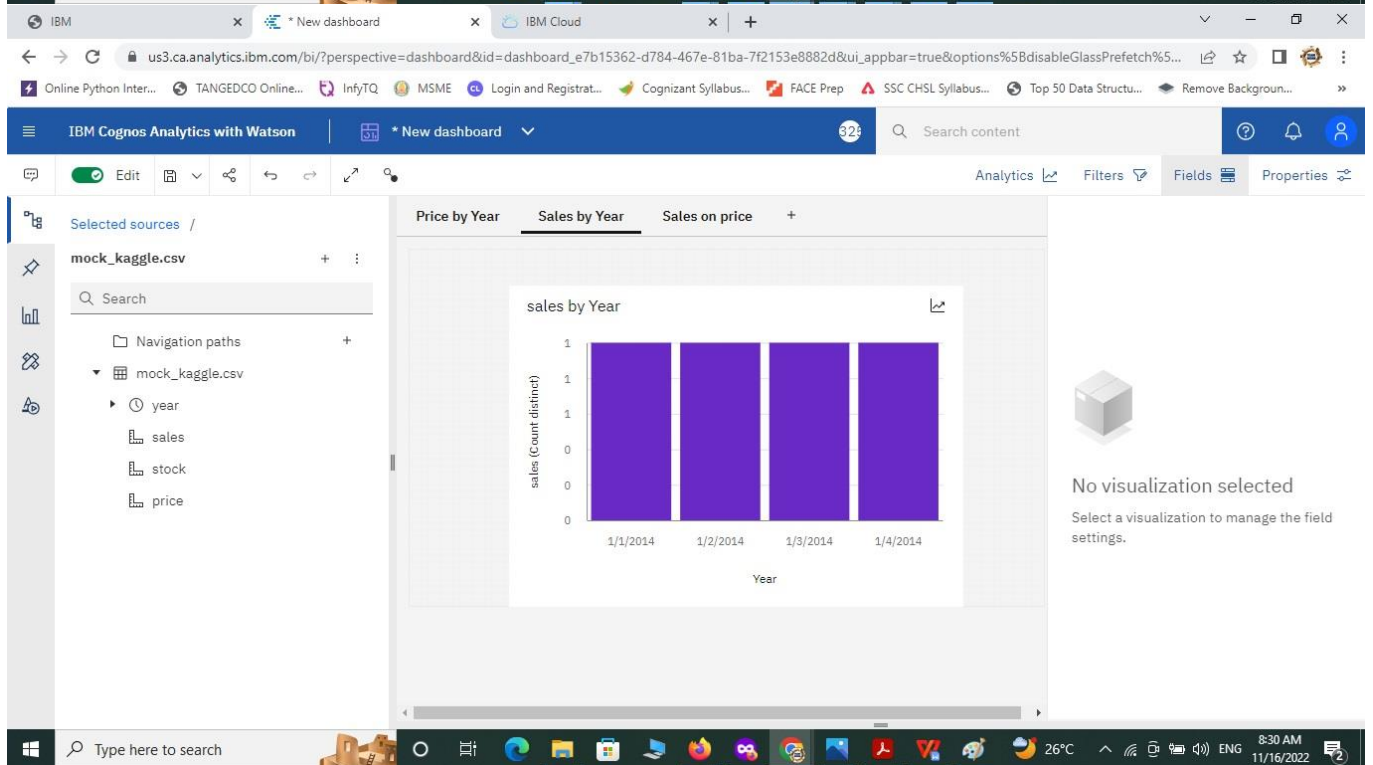 IBM
* New dashboard
IBM Cloud
us3.ca.analytics.ibm.com/bi/?perspective=dashboard&id=dashboard_e7b15362-d784-467e-81ba-7f2153e8882d&ui_appbar=true&options%5BdisableGlassPrefetch%5...
Online Python Inter... TANGEDCO Online... InfyTQ MSME CL Login and Registrat... Cognizant Syllabus... FACE Prep SSC CHSL Syllabus... Top 50 Data Structu... Remove Backgroun... »
IBM Cognos Analytics with Watson
* New dashboard
Search content
Edit
Analytics Filters Fields Properties
Selected sources /
Price by Year Sales by Year Sales on price +
mock_kaggle.csv
Search
Navigation paths
mock_kaggle.csv
year
sales
stock
price
sales by Year
sales (Count distinct)
1
1
1
0
0
0
1/1/2014 1/2/2014 1/3/2014 1/4/2014
Year
No visualization selected
Select a visualization to manage the field
settings.
Type here to search
26°C
ENG
8:30 AM
11/16/2022
2